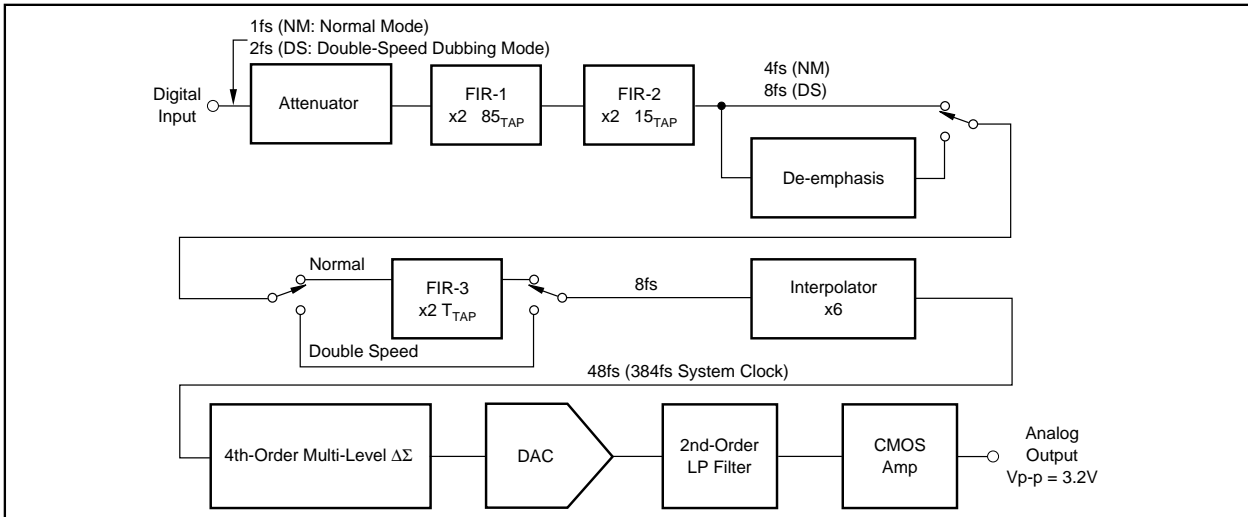 1fs (NM: Normal Mode)
2fs (DS: Double-Speed Dubbing Mode)
Digital
Input
Attenuator
FIR-1
x2 85TAP
FIR-2
x2 15TAP
4fs (NM)
8fs (DS)
De-emphasis
Normal
FIR-3
x2 TTAP
Double Speed
8fs
Interpolator
x6
48fs (384fs System Clock)
4th-Order Multi-Level ΔΣ
DAC
2nd-Order
LP Filter
CMOS
Amp
Analog
Output
Vp-p = 3.2V